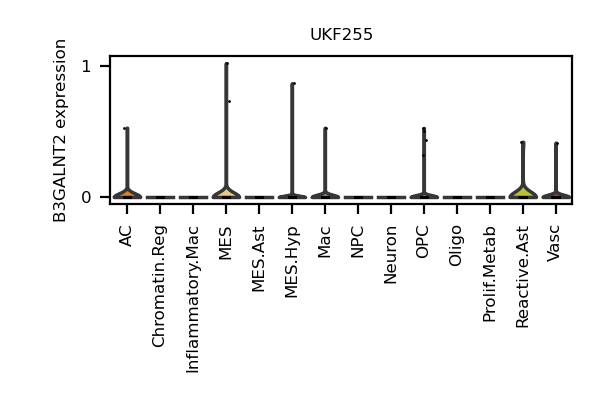 UKF255
B3GALNT2 expression
1
0
AC
Chromatin.Reg
Inflammatory.Mac
MES
MES.Ast
MES.Hyp
Mac
NPC
Neuron
OPC
Oligo
Prolif.Metab
Reactive.Ast
Vasc